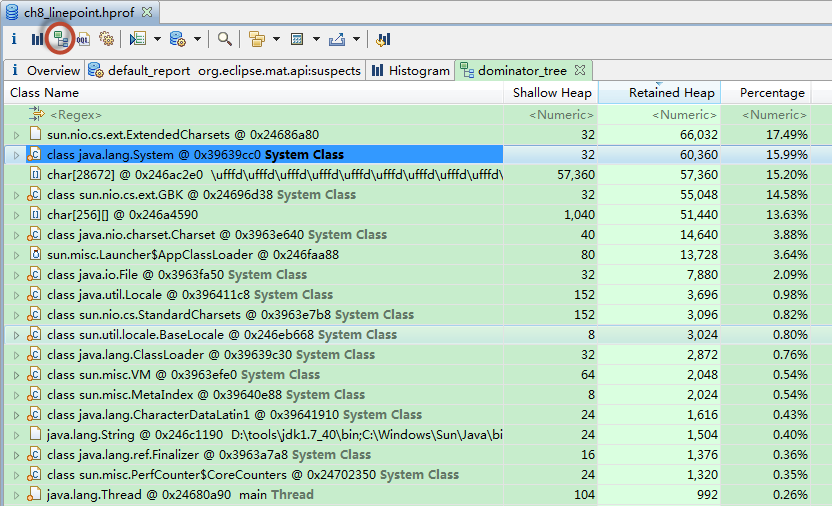 ch8_linepoint.hprof
i OQL
i Overview default_report org.eclipse.mat.api:suspects Histogram dominator_tree
Class Name Shallow Heap Retained Heap Percentage
<Regex> <Numeric> <Numeric> <Numeric>
sun.nio.cs.ext.ExtendedCharsets @ 0x24686a80 32 66,032 17.49%
class java.lang.System @ 0x39639cc0 System Class 32 60,360 15.99%
char[28672] @ 0x246ac2e0 \ufffd\ufffd\ufffd\ufffd\ufffd\ufffd\ufffd\ufffd\ufffd\ 57,360 57,360 15.20%
class sun.nio.cs.ext.GBK @ 0x24696d38 System Class 32 55,048 14.58%
char[256][] @ 0x246a4590 1,040 51,440 13.63%
class java.nio.charset.Charset @ 0x3963e640 System Class 40 14,640 3.88%
sun.misc.Launcher$AppClassLoader @ 0x246faa88 80 13,728 3.64%
class java.io.File @ 0x3963fa50 System Class 32 7,880 2.09%
class java.util.Locale @ 0x396411c8 System Class 152 3,696 0.98%
class sun.nio.cs.StandardCharsets @ 0x3963e7b8 System Class 152 3,096 0.82%
class sun.util.locale.BaseLocale @ 0x246eb668 System Class 8 3,024 0.80%
class java.lang.ClassLoader @ 0x39639c30 System Class 32 2,872 0.76%
class sun.misc.VM @ 0x3963efe0 System Class 64 2,048 0.54%
class sun.misc.MetaIndex @ 0x39640e88 System Class 8 2,024 0.54%
class java.lang.CharacterDataLatin1 @ 0x39641910 System Class 24 1,616 0.43%
java.lang.String @ 0x246c1190 D:\tools\jdk1.7_40\bin;C:\Windows\Sun\Java\bi 24 1,504 0.40%
class java.lang.ref.Finalizer @ 0x3963a7a8 System Class 16 1,376 0.36%
class sun.misc.PerfCounter$CoreCounters @ 0x24702350 System Class 24 1,320 0.35%
java.lang.Thread @ 0x24680a90 main Thread 104 992 0.26%